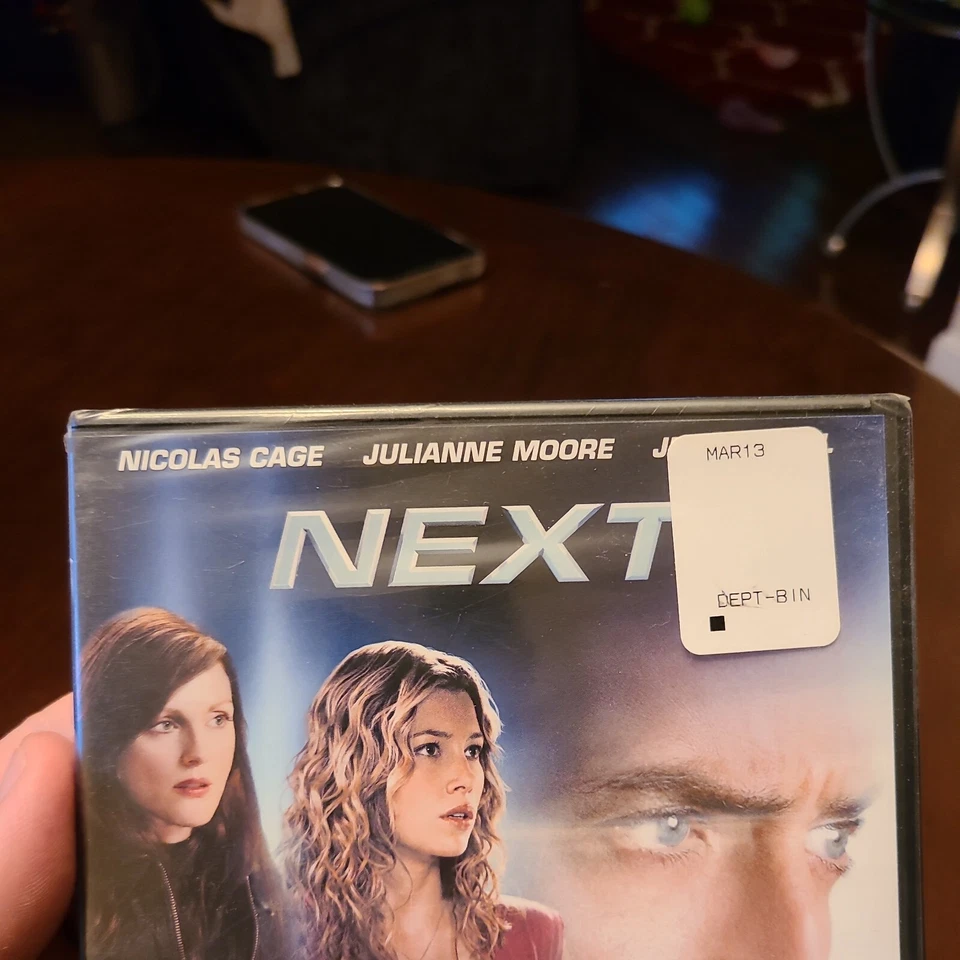 NICOLAS CAGE JULIANNE MOORE
NEXT
MAR13
DEPT-BIN